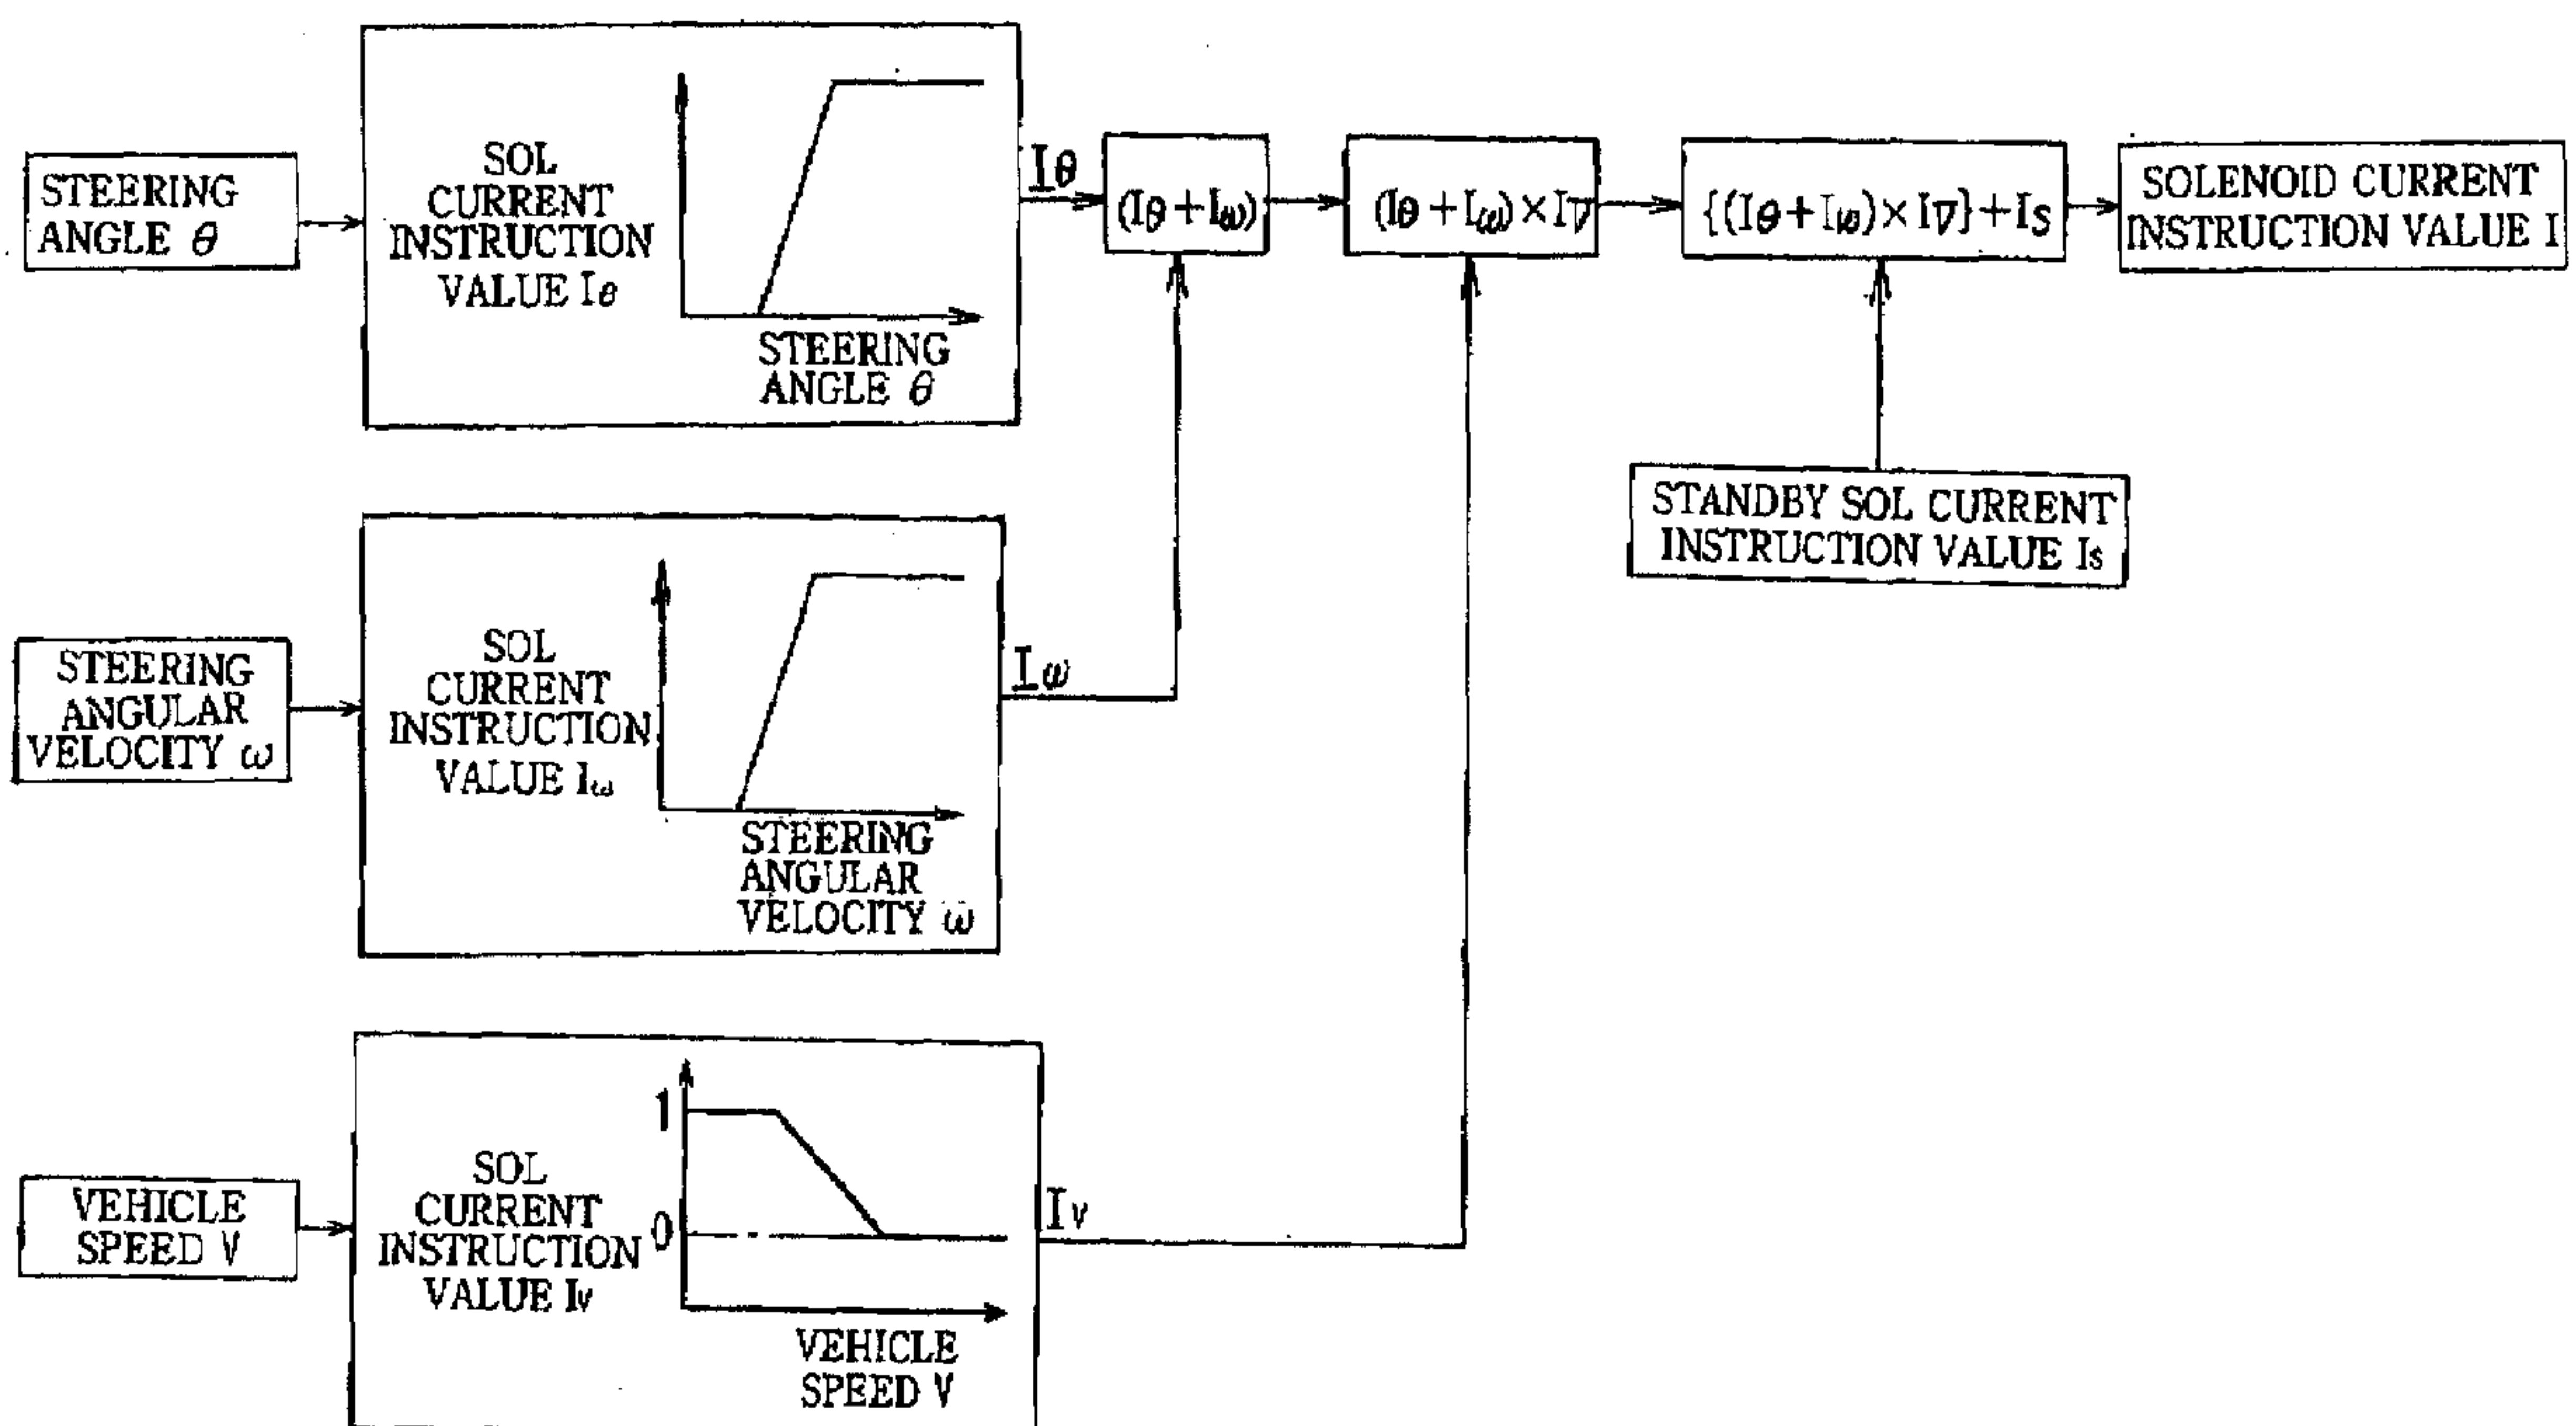 STEERING
ANGLE θ
SOL
CURRENT
INSTRUCTION
VALUE Iθ
STEERING
ANGLE θ
Iθ
(Iθ+Iω)
(Iθ+Iω)×IV
{(Iθ+Iω)×IV}+IS
SOLENOID CURRENT
INSTRUCTION VALUE I
STANDBY SOL CURRENT
INSTRUCTION VALUE Is
STEERING
ANGULAR
VELOCITY ω
SOL
CURRENT
INSTRUCTION
VALUE Iω
STEERING
ANGULAR
VELOCITY ω
Iω
VEHICLE
SPEED V
SOL
CURRENT
INSTRUCTION
VALUE IV
1
0
VEHICLE
SPEED V
IV